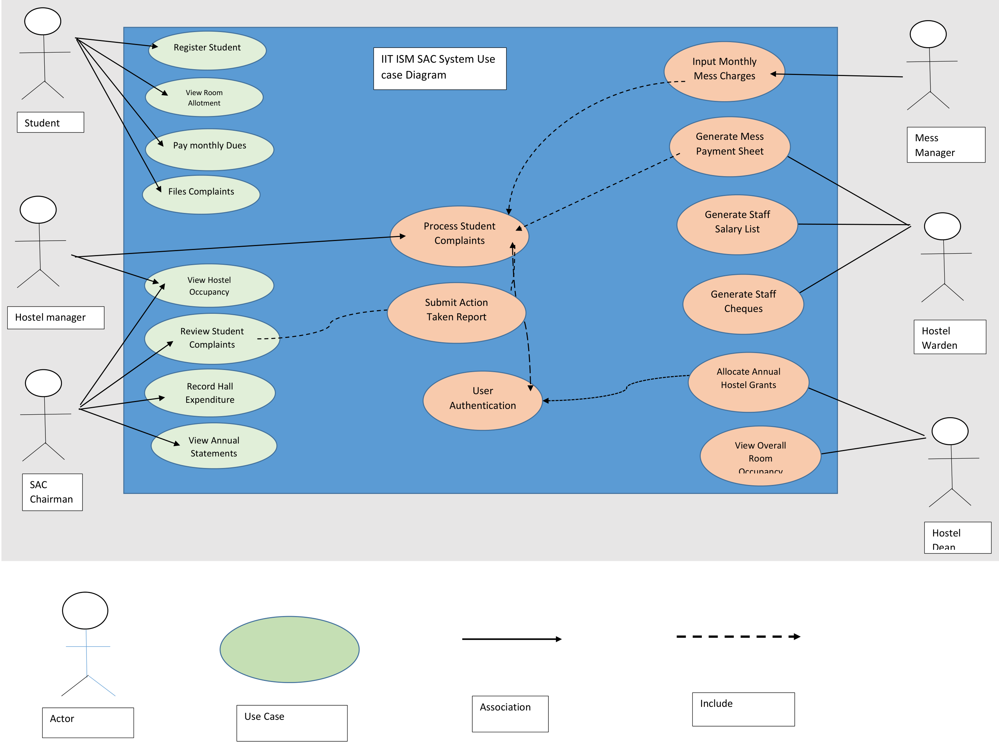 Register Student
IIT ISM SAC System Use
case Diagram
Input Monthly
Mess Charges
View Room
Allotment
Student
Generate Mess
Payment Sheet
Mess
Manager
Pay monthly Dues
Files Complaints
Process Student
Complaints
Generate Staff
Salary List
View Hostel
Occupancy
Hostel manager
Submit Action
Taken Report
Generate Staff
Cheques
Hostel
Warden
Review Student
Complaints
Record Hall
Expenditure
User
Authentication
Allocate Annual
Hostel Grants
View Annual
Statements
View Overall
Room
Occupancy
SAC
Chairman
Hostel
Dean
Actor
Use Case
Association
Include